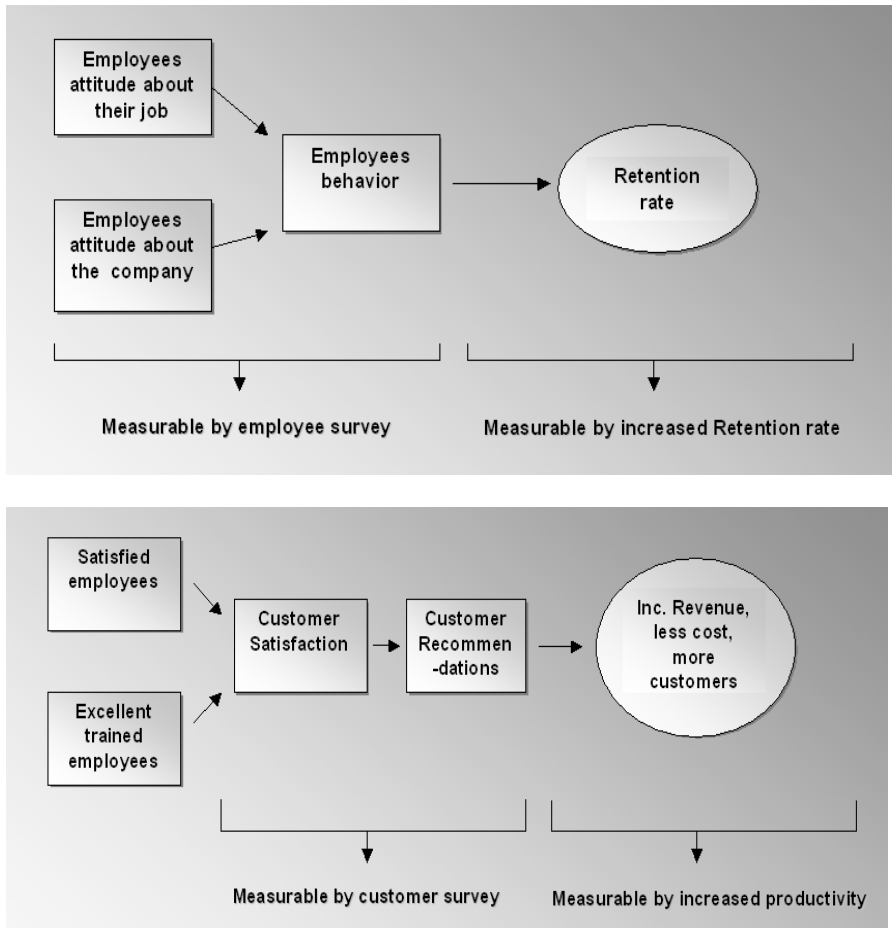 Employees
attitude about
their job
Employees
attitude about
the company
Employees
behavior
Retention
rate
Measurable by employee survey
Measurable by increased Retention rate
Satisfied
employees
Excellent
trained
employees
Customer
Satisfaction
Customer
Recommen
-dations
Inc. Revenue,
less cost,
more
customers
Measurable by customer survey
Measurable by increased productivity